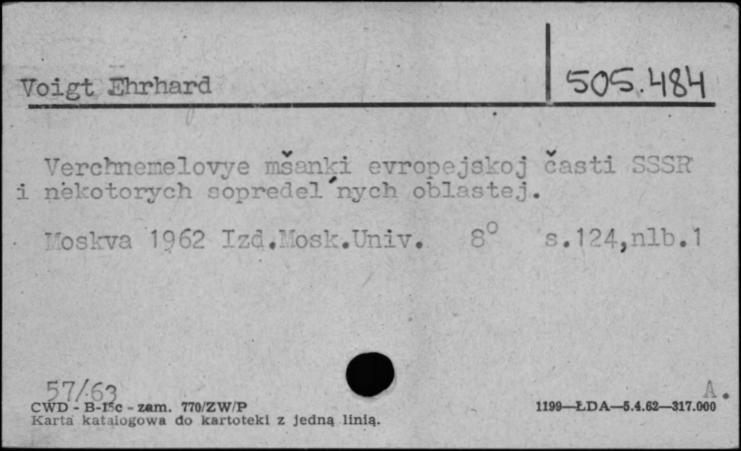 Voigt Ehrhard 505.484
Verchnemelovye mšanki evropejskoj časti SSSR
i nekotorych sopredel'nych oblastej.
Moskva 1962 Izd.Mosk.Univ. 8° s.124,nlb.1
57/63 A.
CWD - B-15c - zam. 770/ZW/P 1199—ŁDA—5.4.62—317.000
Karta katalogowa do kartoteki z jedną linią.